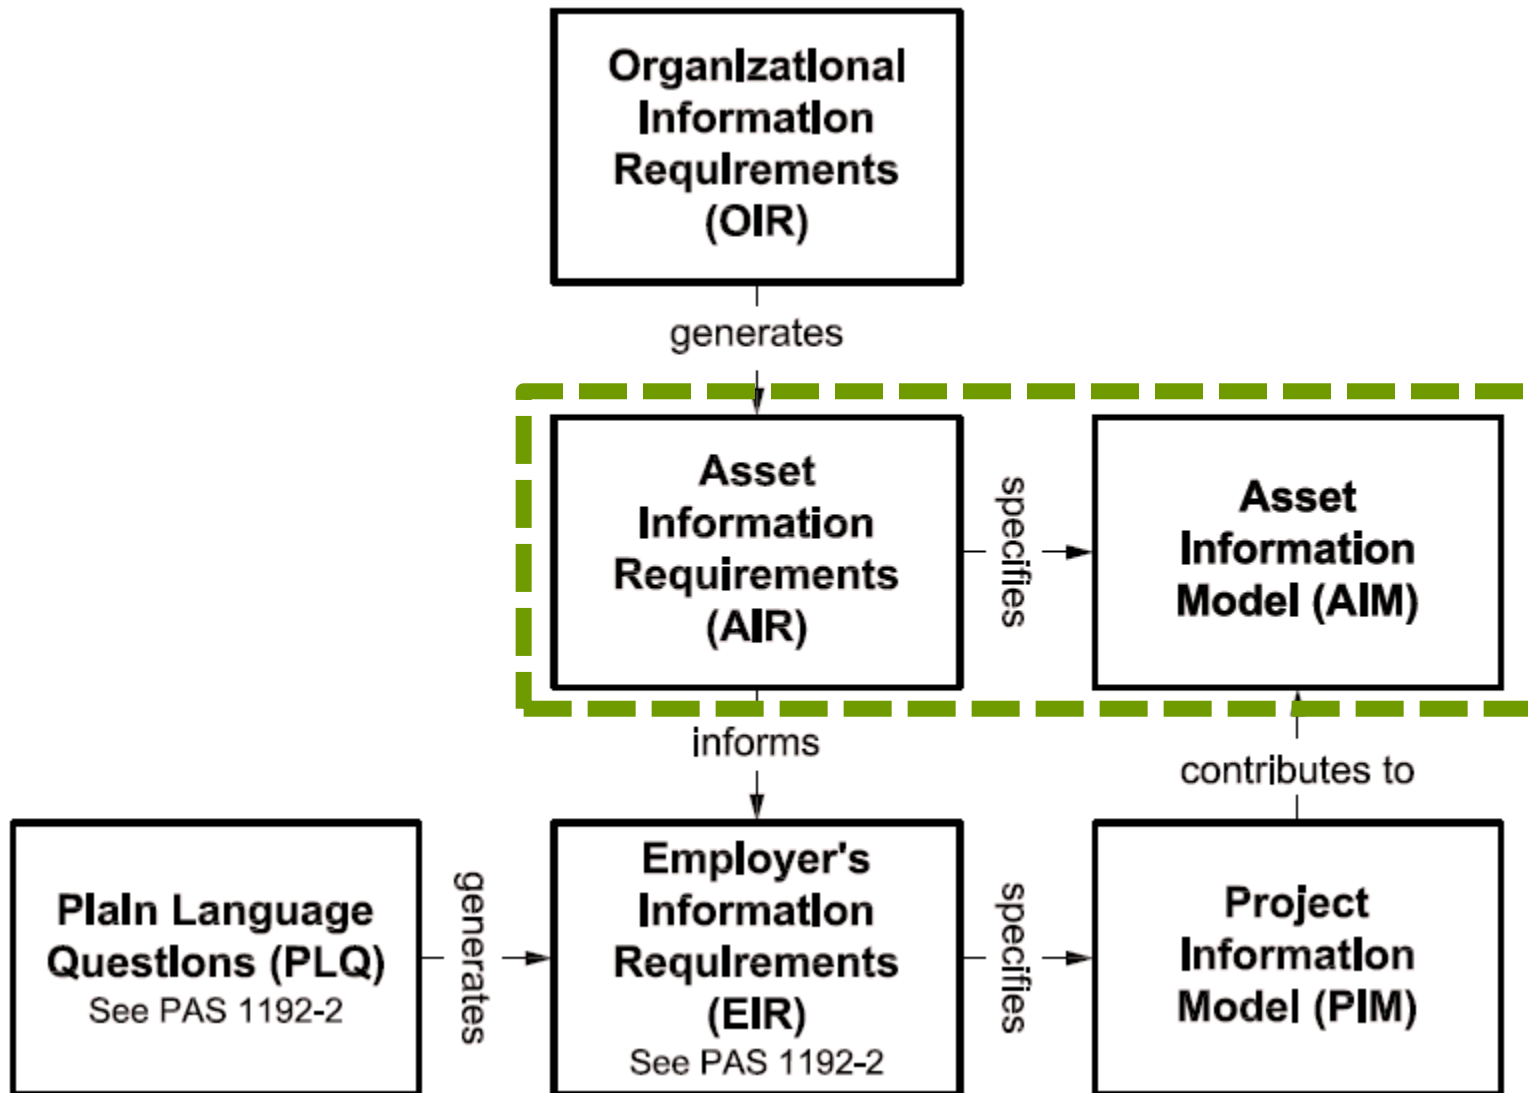 Organizational
Information
Requirements
(OIR)
generates
Asset
Information
Requirements
(AIR)
specifies
Asset
Information
Model (AIM)
informs
contributes to
Plain Language
Questions (PLQ)
See PAS 1192-2
generates
Employer's
Information
Requirements
(EIR)
See PAS 1192-2
specifies
Project
Information
Model (PIM)